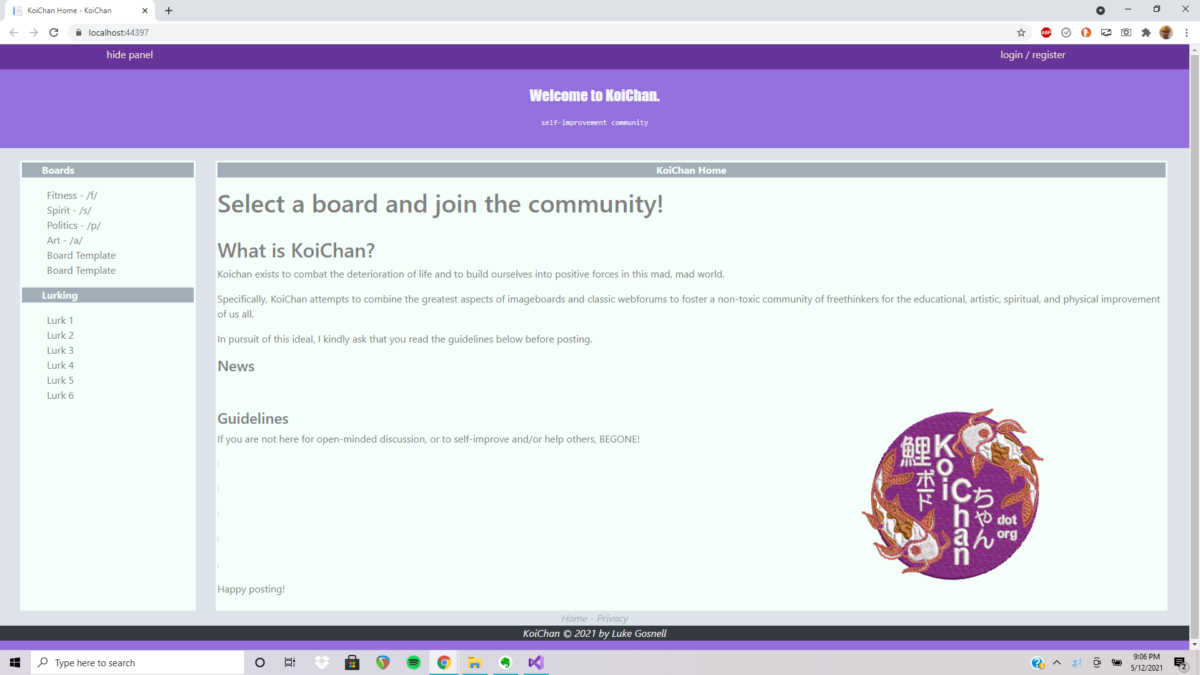 KoiChan Home - KoiChan
localhost:44397
ABP
hide panel
login / register
Welcome to KoiChan.
self-improvement community
Boards
Fitness - /f/
Spirit - /s/
Politics - /p/
Art - /a/
Board Template
Board Template
Lurking
Lurk 1
Lurk 2
Lurk 3
Lurk 4
Lurk 5
Lurk 6
KoiChan Home
Select a board and join the community!
What is KoiChan?
Koichan exists to combat the deterioration of life and to build ourselves into positive forces in this mad, mad world.
Specifically, KoiChan attempts to combine the greatest aspects of imageboards and classic webforums to foster a non-toxic community of freethinkers for the educational, artistic, spiritual, and physical improvement
of us all.
In pursuit of this ideal, I kindly ask that you read the guidelines below before posting.
News
Guidelines
If you are not here for open-minded discussion, or to self-improve and/or help others, BEGONE!
Happy posting!
鯉ボード
KoiChan
ちゃん
dot
org
Home - Privacy
KoiChan © 2021 by Luke Gosnell
Type here to search
9:06 PM
5/12/2021
2